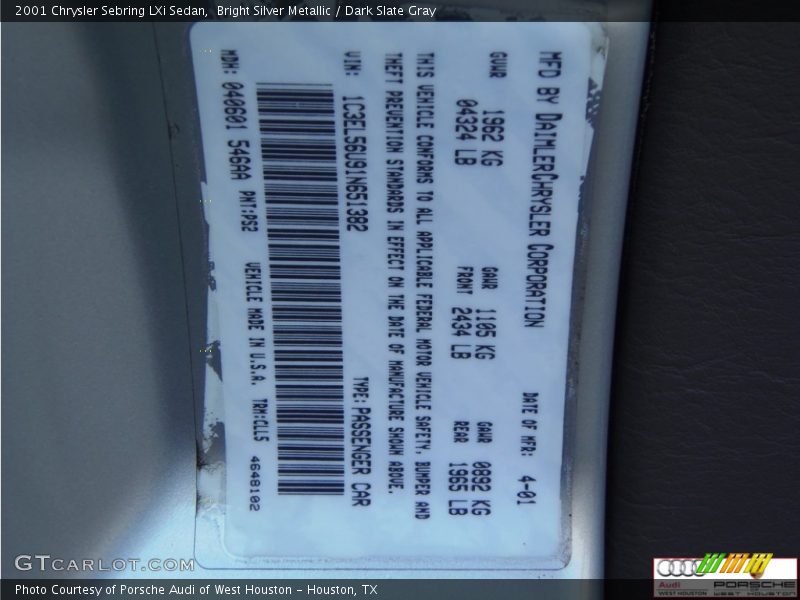 2001 Chrysler Sebring LXi Sedan,  Bright Silver Metallic / Dark Slate Gray
MFD BY DAIMLERCHRYSLER CORPORATION DATE OF MFR: 4-01
GVWR 1962 KG GAWR 1105 KG GAWR 0892 KG
04324 LB FRONT 2434 LB REAR 1965 LB
THIS VEHICLE CONFORMS TO ALL APPLICABLE FEDERAL MOTOR VEHICLE SAFETY, BUMPER AND
THEFT PREVENTION STANDARDS IN EFFECT ON THE DATE OF MANUFACTURE SHOWN ABOVE.
VIN: 1C3EL56U91N651382 TYPE: PASSENGER CAR
MDH: 040601 546AA PNT:PS2 VEHICLE MADE IN U.S.A. TRM:CLL5 4648102
GTCARLOT.COM
Audi PORSCHE
WEST HOUSTON WEST HOUSTON
Photo Courtesy of Porsche Audi of West Houston - Houston, TX